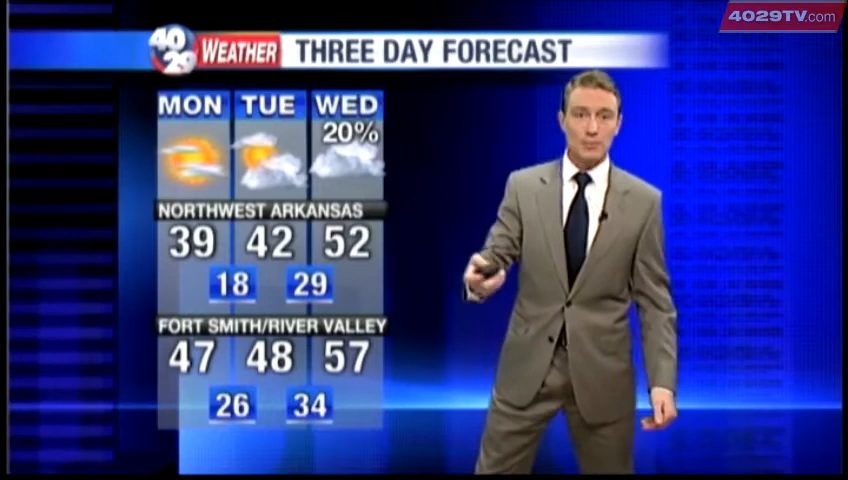 4029TV.com
40
29
WEATHER
THREE DAY FORECAST
MON TUE WED
20%
NORTHWEST ARKANSAS
39 42 52
18 29
FORT SMITH/RIVER VALLEY
47 48 57
26 34